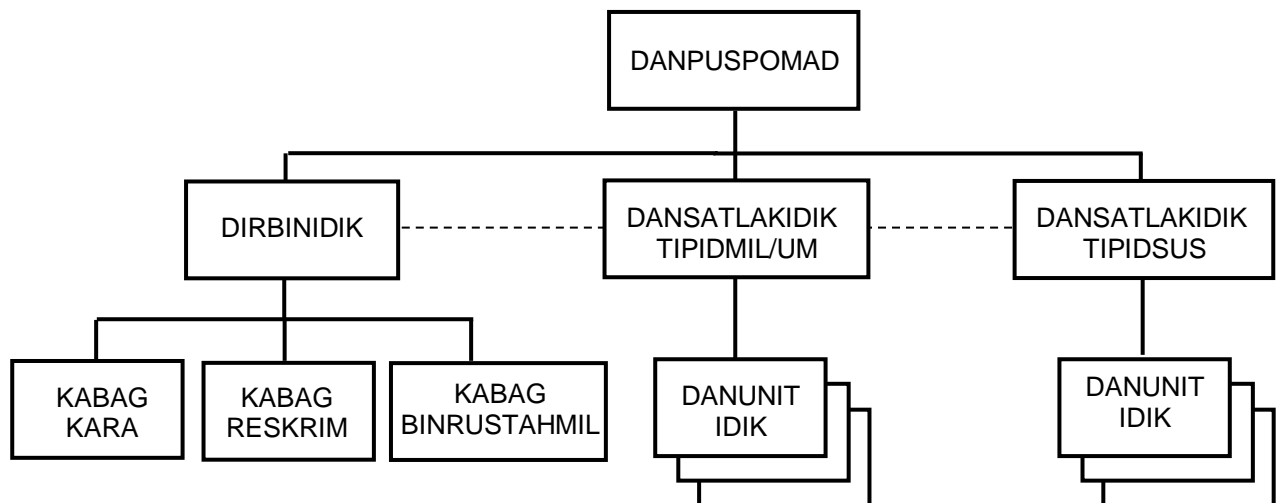 DANPUSPOMAD
DIRBINIDIK
DANSATLAKIDIK
TIPIDMIL/UM
DANSATLAKIDIK
TIPIDSUS
KABAG
KARA
KABAG
RESKRIM
KABAG
BINRUSTAHMIL
DANUNIT
IDIK
DANUNIT
IDIK